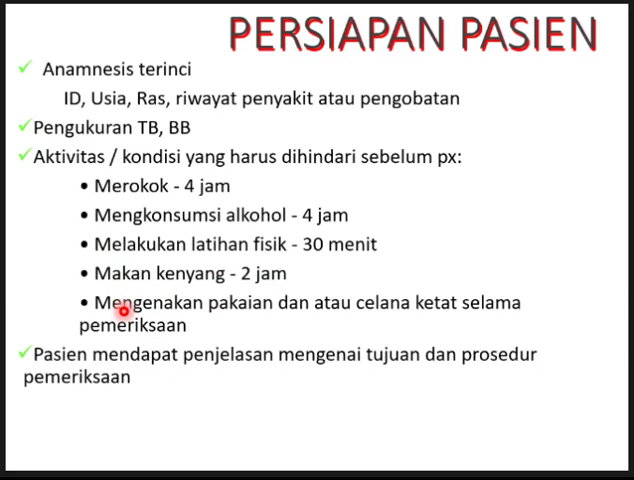 PERSIAPAN PASIEN
✓ Anamnesis terinci
ID, Usia, Ras, riwayat penyakit atau pengobatan
✓Pengukuran TB, BB
✓Aktivitas / kondisi yang harus dihindari sebelum px:
• Merokok - 4 jam
• Mengkonsumsi alkohol - 4 jam
• Melakukan latihan fisik - 30 menit
• Makan kenyang - 2 jam
• Mengenakan pakaian dan atau celana ketat selama
pemeriksaan
✓Pasien mendapat penjelasan mengenai tujuan dan prosedur
pemeriksaan